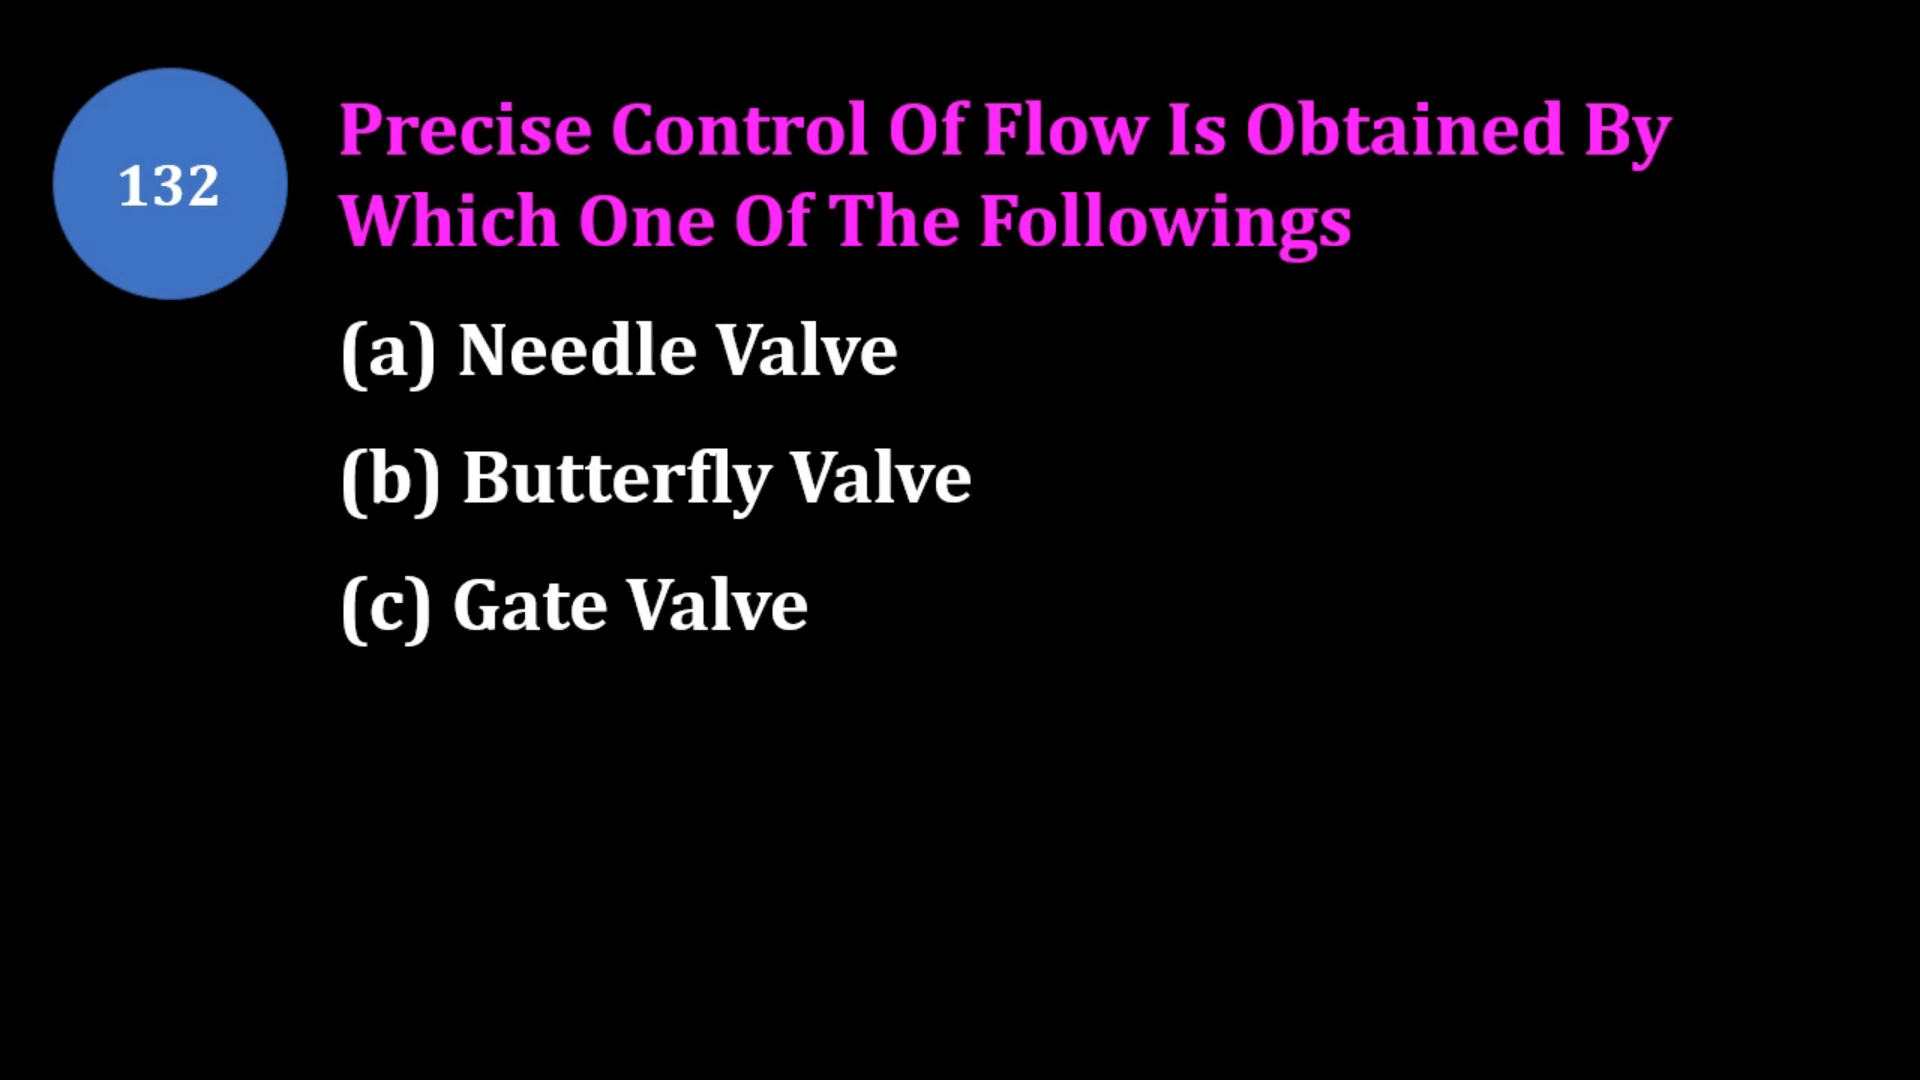 132
Precise Control Of Flow Is Obtained By
Which One Of The Followings
(a) Needle Valve
(b) Butterfly Valve
(c) Gate Valve